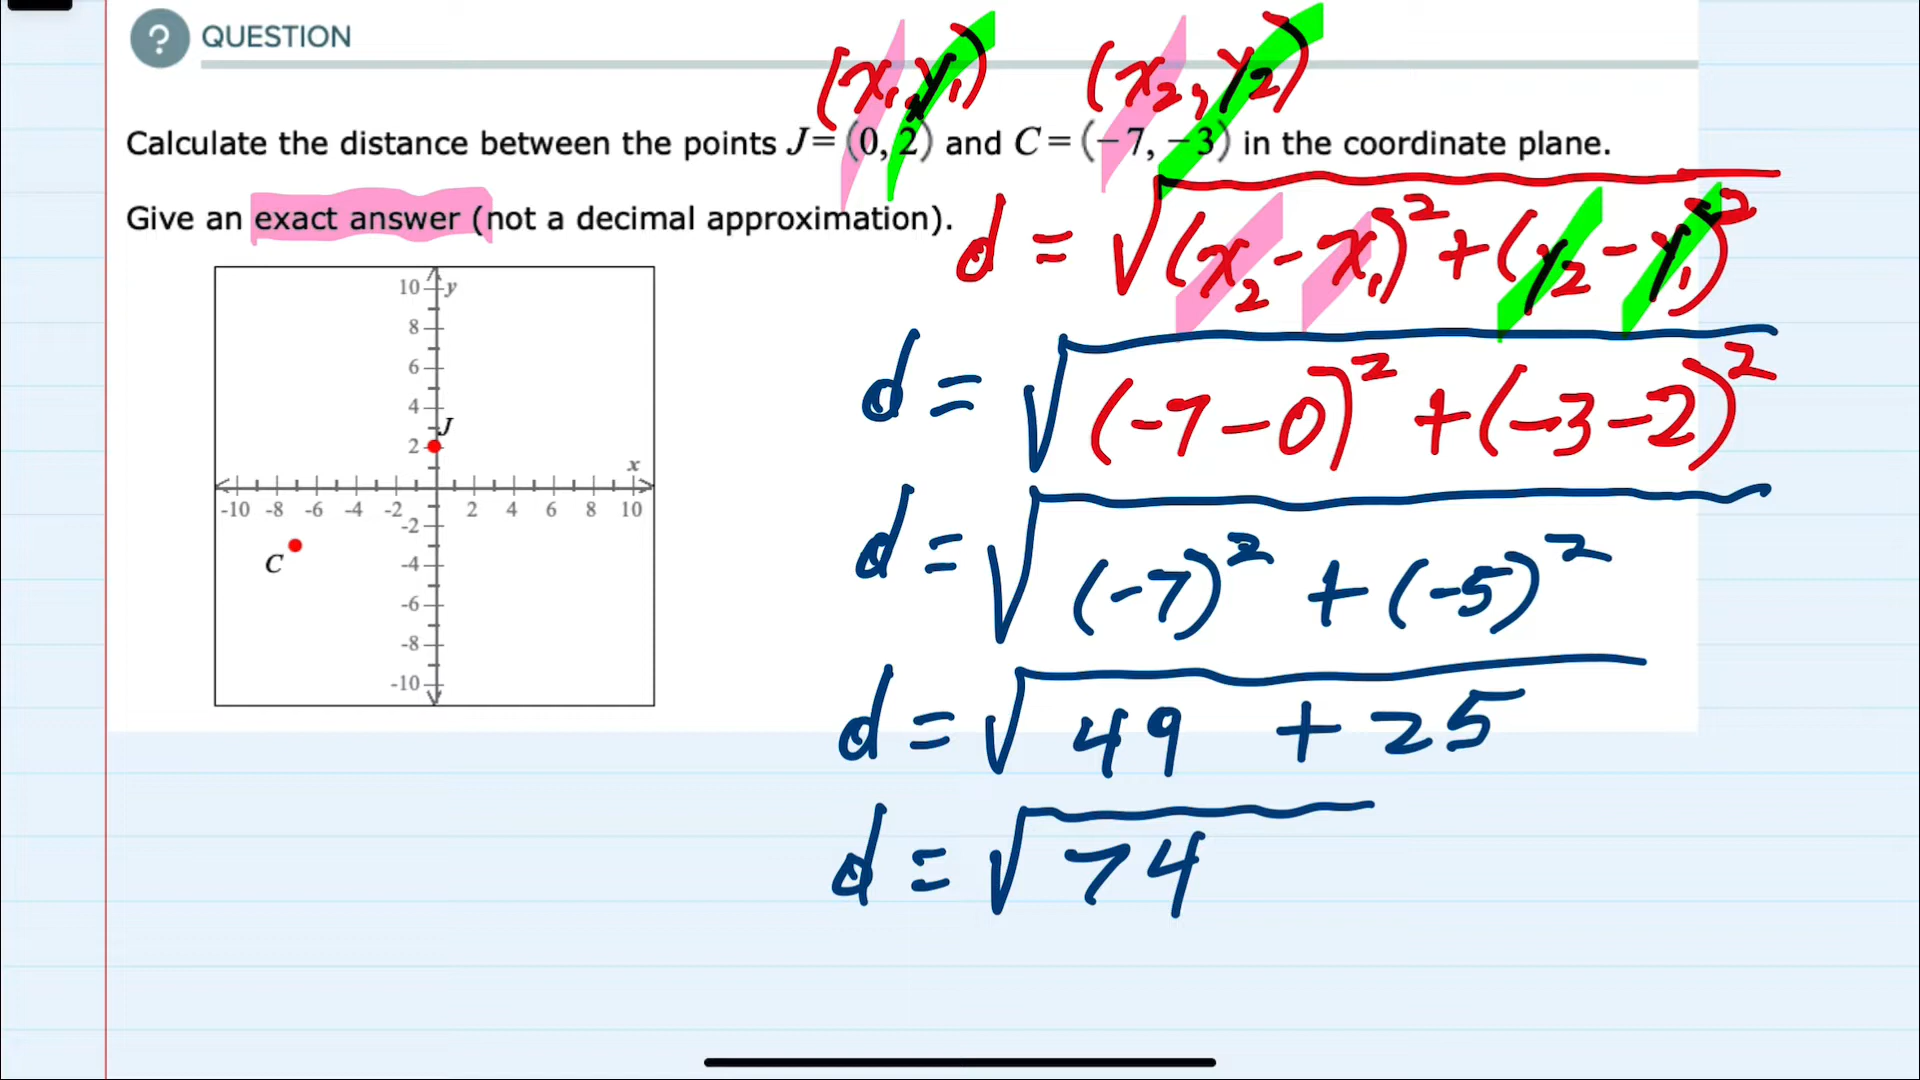 ? QUESTION
(x₁, y₁) (x₂, y₂)
Calculate the distance between the points J=(0, 2) and C=(−7, −3) in the coordinate plane.
Give an exact answer (not a decimal approximation).
d = √(x₂ - x₁)² + (y₂ - y₁)²
d = √(-7-0)² + (-3-2)²
d = √(-7)² + (-5)²
d = √49 + 25
d = √74
10 y
8
6
4
J
2
x
-10 -8 -6 -4 -2 2 4 6 8 10
-2
C
-4
-6
-8
-10